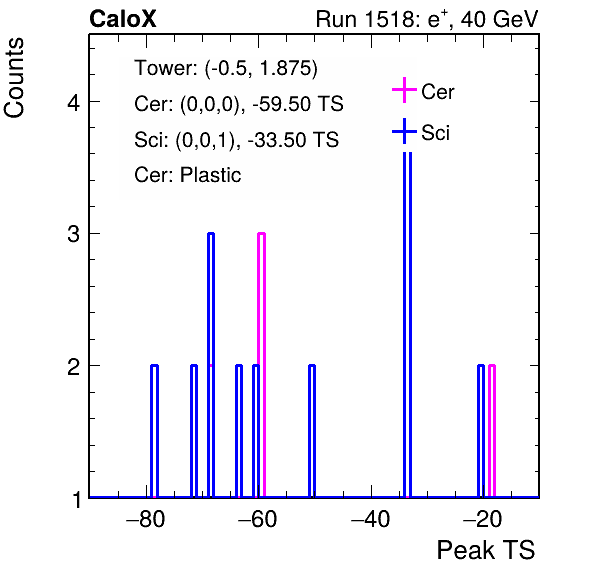 CaloX Run 1518: e⁺, 40 GeV
Counts
Tower: (-0.5, 1.875)
Cer: (0,0,0), -59.50 TS
Sci: (0,0,1), -33.50 TS
Cer: Plastic
Cer
Sci
4
3
2
1
−80 −60 −40 −20
Peak TS